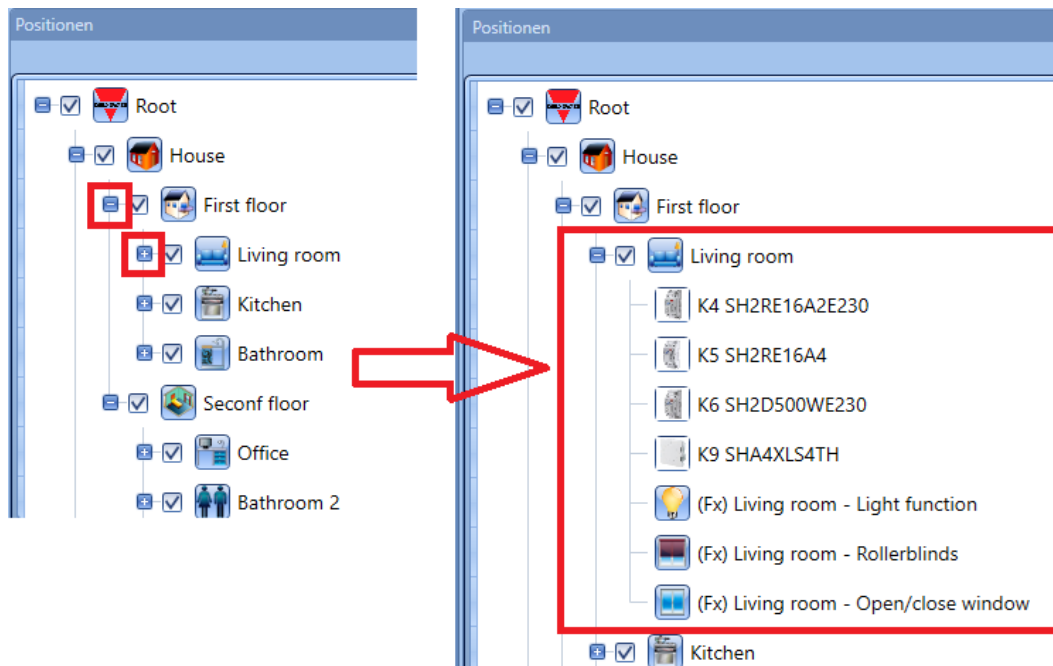 Positionen
Root
House
First floor
Living room
Kitchen
Bathroom
Seconf floor
Office
Bathroom 2
Positionen
Root
House
First floor
Living room
K4 SH2RE16A2E230
K5 SH2RE16A4
K6 SH2D500WE230
K9 SHA4XLS4TH
(Fx) Living room - Light function
(Fx) Living room - Rollerblinds
(Fx) Living room - Open/close window
Kitchen